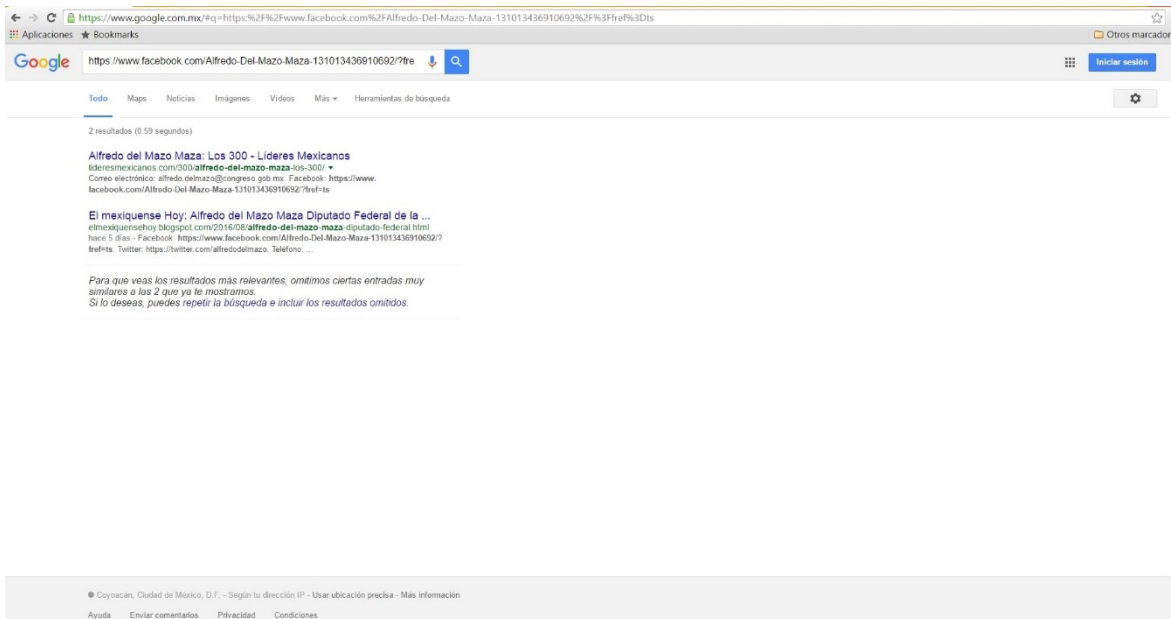 https://www.google.com.mx/#q=https:%2F%2Fwww.facebook.com%2FAlfredo-Del-Mazo-Maza-131013436910692%2F%3Ffref%3Dts
Aplicaciones Bookmarks Otros marcador
Google https://www.facebook.com/Alfredo-Del-Mazo-Maza-131013436910692/?fre Iniciar sesión
Todo Maps Noticias Imágenes Vídeos Más Herramientas de búsqueda
2 resultados (0.59 segundos)
Alfredo del Mazo Maza: Los 300 - Líderes Mexicanos
lideresmexicanos.com/300/alfredo-del-mazo-maza-los-300/
Correo electrónico: alfredo.delmazo@congreso.gob.mx. Facebook: https://www.
facebook.com/Alfredo-Del-Mazo-Maza-131013436910692/?fref=ts
El mexiquense Hoy: Alfredo del Mazo Maza Diputado Federal de la ...
elmexiquensehoy.blogspot.com/2016/08/alfredo-del-mazo-maza-diputado-federal.html
hace 5 días - Facebook: https://www.facebook.com/Alfredo-Del-Mazo-Maza-131013436910692/?
fref=ts. Twitter: https://twitter.com/alfredodelmazo. Teléfono: ...
Para que veas los resultados más relevantes, omitimos ciertas entradas muy
similares a las 2 que ya te mostramos.
Si lo deseas, puedes repetir la búsqueda e incluir los resultados omitidos.
Coyoacán, Ciudad de México, D.F. - Según tu dirección IP - Usar ubicación precisa - Más información
Ayuda Enviar comentarios Privacidad Condiciones